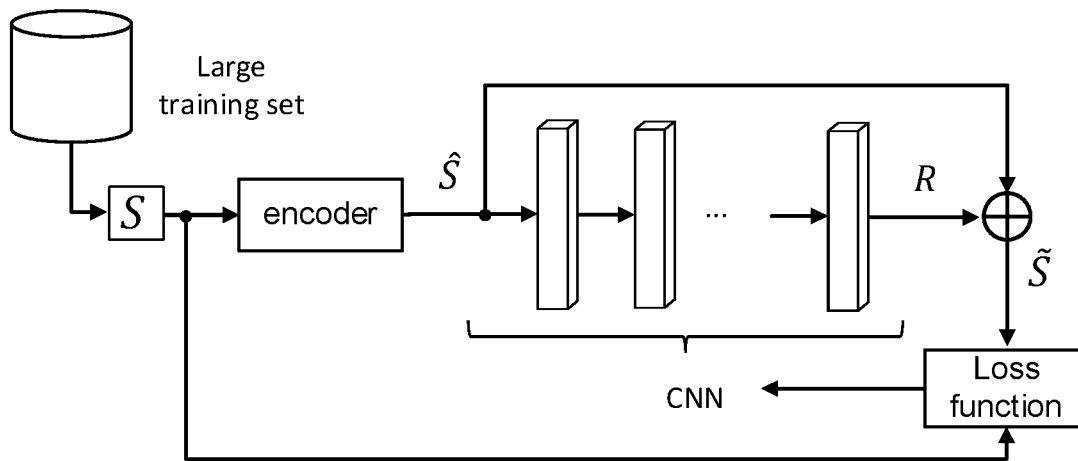 Large
training set
S
encoder
Ŝ
...
R
S̃
CNN
Loss
function